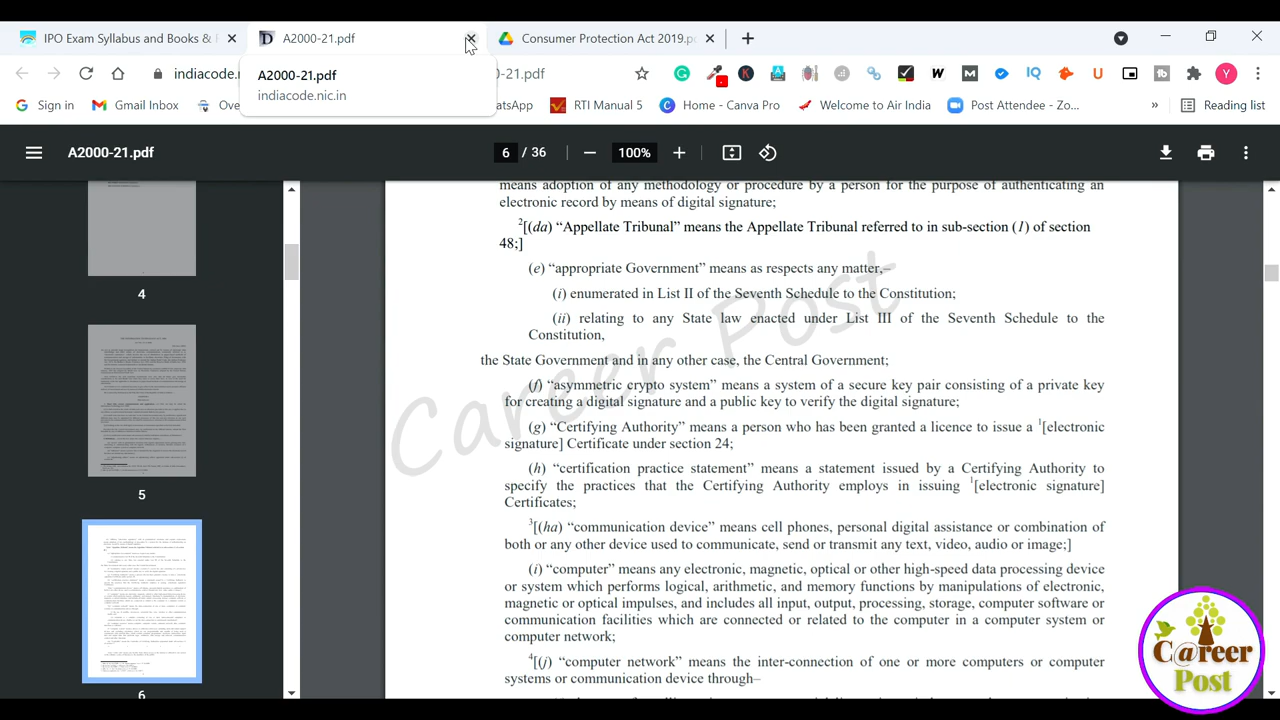 IPO Exam Syllabus and Books &
A2000-21.pdf
Consumer Protection Act 2019.p
indiacode.n
0-21.pdf
A2000-21.pdf
indiacode.nic.in
Sign in
Gmail Inbox
Ove
hatsApp
RTI Manual 5
Home - Canva Pro
Welcome to Air India
Post Attendee - Zo...
»
Reading list
A2000-21.pdf
6 / 36
100%
4
5
6
means adoption of any methodology or procedure by a person for the purpose of authenticating an
electronic record by means of digital signature;
2[(da) “Appellate Tribunal” means the Appellate Tribunal referred to in sub-section (1) of section
48;]
(e) “appropriate Government” means as respects any matter,–
(i) enumerated in List II of the Seventh Schedule to the Constitution;
(ii) relating to any State law enacted under List III of the Seventh Schedule to the
Constitution,
the State Government and in any other case, the Central Government;
(f) “asymmetric crypto system” means a system of a secure key pair consisting of a private key
for creating a digital signature and a public key to verify the digital signature;
(g) “Certifying Authority” means a person who has been granted a licence to issue a 1[electronic
signature] Certificate under section 24;
(h) “certification practice statement” means a statement issued by a Certifying Authority to
specify the practices that the Certifying Authority employs in issuing 1[electronic signature]
Certificates;
3[(ha) “communication device” means cell phones, personal digital assistance or combination of
both or any other device used to communicate, send or transmit any text, video, audio or image;]
(i) “computer” means any electronic, magnetic, optical or other high-speed data processing device
or system which performs logical, arithmetic, and memory functions by manipulations of electronic,
magnetic or optical impulses, and includes all input, output, processing, storage, computer software or
communication facilities which are connected or related to the computer in a computer system or
computer network;
4[(j) “computer network” means the inter-connection of one or more computers or computer
systems or communication device through–
Career Post
C@reer
Post